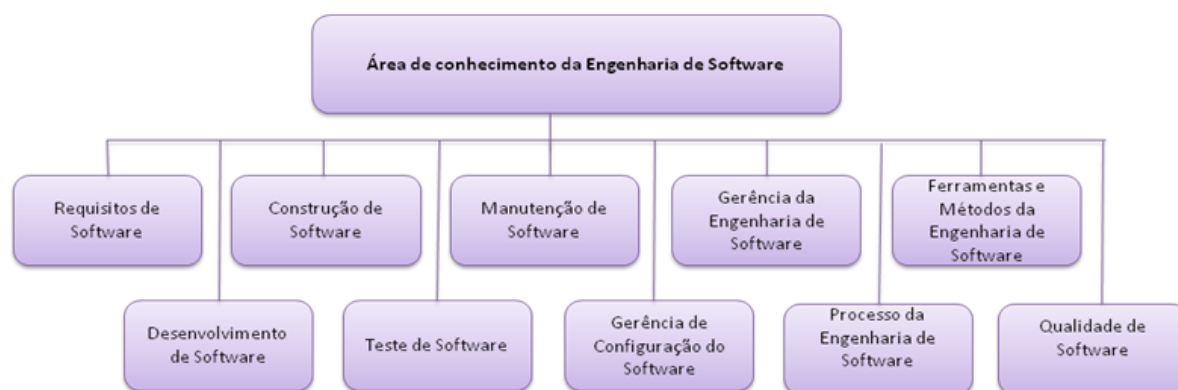 Área de conhecimento da Engenharia de Software
Requisitos de
Software
Construção de
Software
Manutenção de
Software
Gerência da
Engenharia de
Software
Ferramentas e
Métodos da
Engenharia de
Software
Desenvolvimento
de Software
Teste de Software
Gerência de
Configuração do
Software
Processo da
Engenharia de
Software
Qualidade de
Software